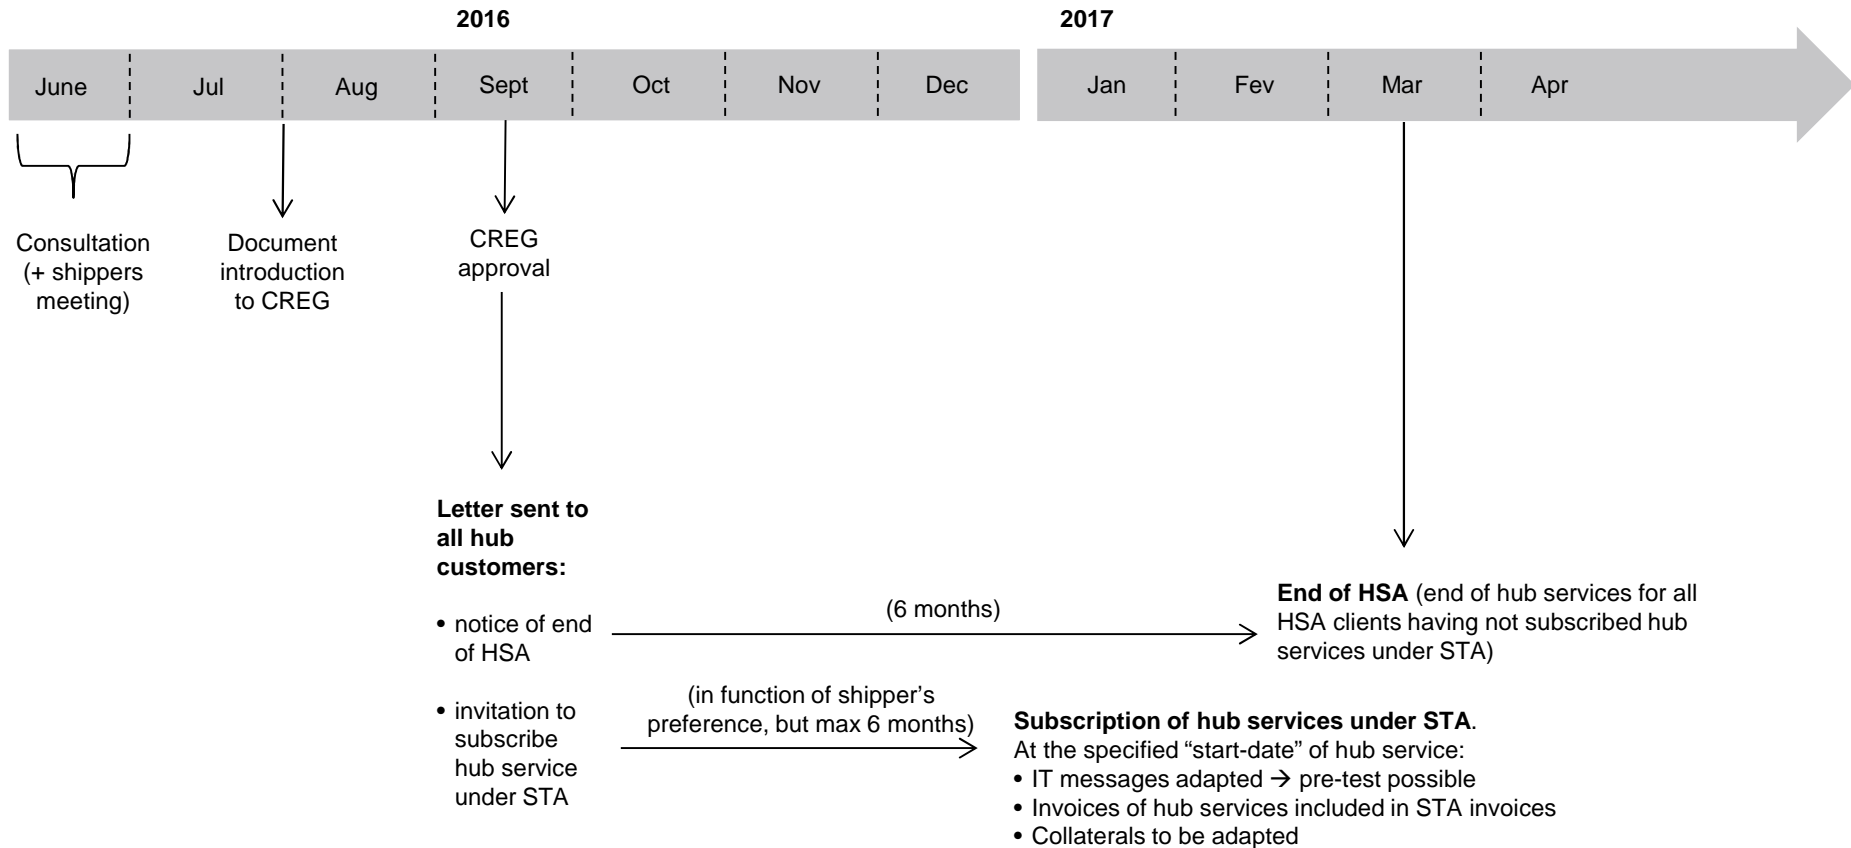 2016
2017
June
Jul
Aug
Sept
Oct
Nov
Dec
Jan
Fev
Mar
Apr
Consultation
(+ shippers
meeting)
Document
introduction
to CREG
CREG
approval
Letter sent to
all hub
customers:
• notice of end
of HSA
• invitation to
subscribe
hub service
under STA
(6 months)
(in function of shipper’s
preference, but max 6 months)
End of HSA (end of hub services for all
HSA clients having not subscribed hub
services under STA)
Subscription of hub services under STA.
At the specified “start-date” of hub service:
• IT messages adapted → pre-test possible
• Invoices of hub services included in STA invoices
• Collaterals to be adapted